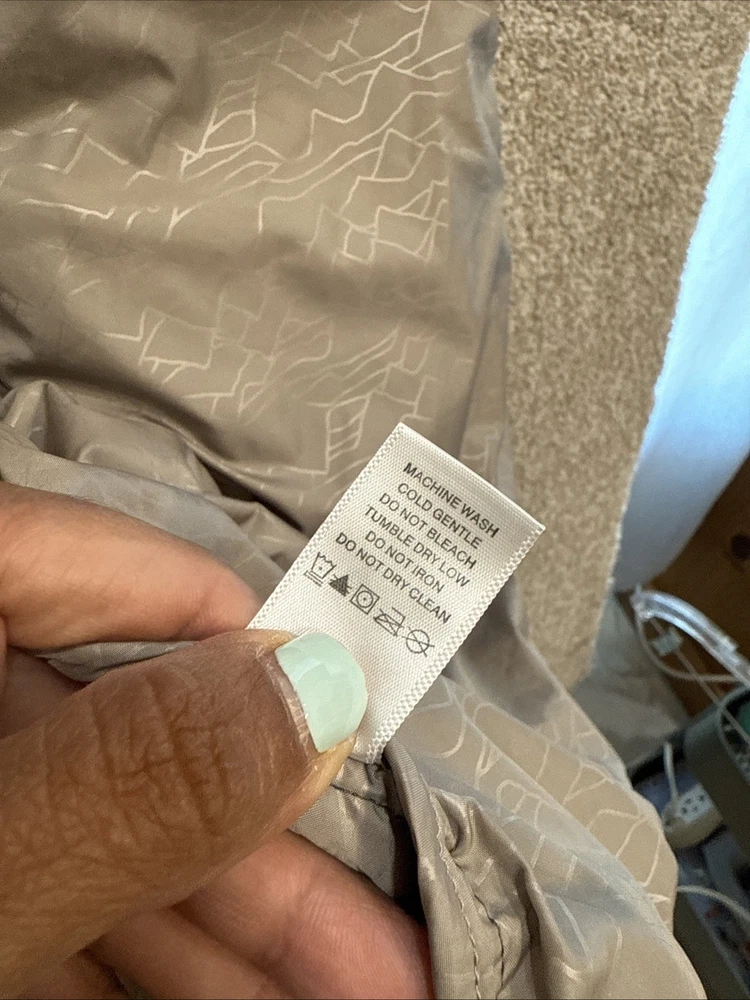 MACHINE WASH
COLD GENTLE
DO NOT BLEACH
TUMBLE DRY LOW
DO NOT IRON
DO NOT DRY CLEAN